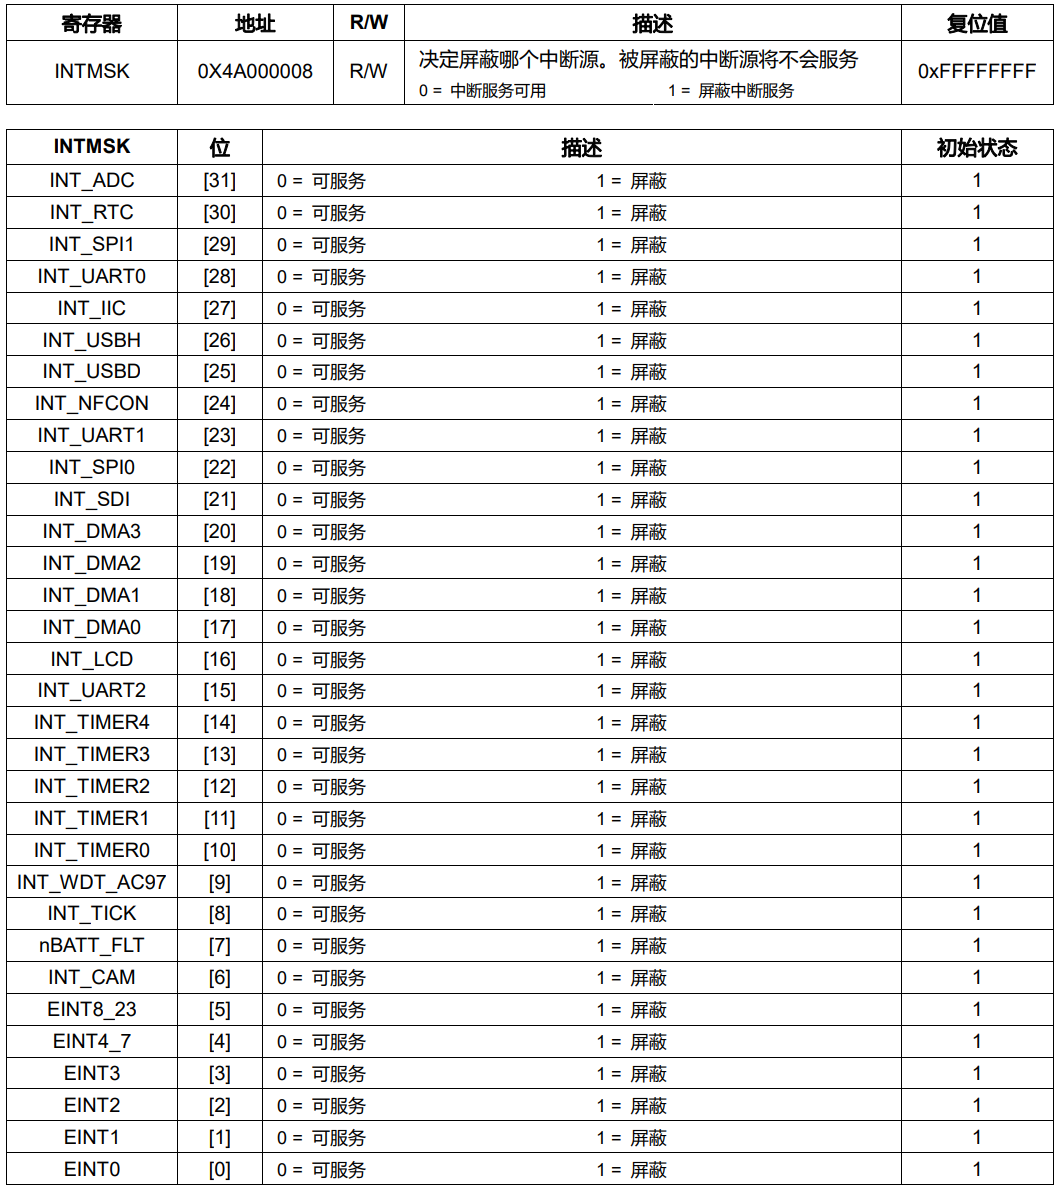 寄存器 地址 R/W 描述 复位值
INTMSK 0X4A000008 R/W 决定屏蔽哪个中断源。被屏蔽的中断源将不会服务 0xFFFFFFFF
0 = 中断服务可用 1 = 屏蔽中断服务
INTMSK 位 描述 初始状态
INT_ADC [31] 0 = 可服务 1 = 屏蔽 1
INT_RTC [30] 0 = 可服务 1 = 屏蔽 1
INT_SPI1 [29] 0 = 可服务 1 = 屏蔽 1
INT_UART0 [28] 0 = 可服务 1 = 屏蔽 1
INT_IIC [27] 0 = 可服务 1 = 屏蔽 1
INT_USBH [26] 0 = 可服务 1 = 屏蔽 1
INT_USBD [25] 0 = 可服务 1 = 屏蔽 1
INT_NFCON [24] 0 = 可服务 1 = 屏蔽 1
INT_UART1 [23] 0 = 可服务 1 = 屏蔽 1
INT_SPI0 [22] 0 = 可服务 1 = 屏蔽 1
INT_SDI [21] 0 = 可服务 1 = 屏蔽 1
INT_DMA3 [20] 0 = 可服务 1 = 屏蔽 1
INT_DMA2 [19] 0 = 可服务 1 = 屏蔽 1
INT_DMA1 [18] 0 = 可服务 1 = 屏蔽 1
INT_DMA0 [17] 0 = 可服务 1 = 屏蔽 1
INT_LCD [16] 0 = 可服务 1 = 屏蔽 1
INT_UART2 [15] 0 = 可服务 1 = 屏蔽 1
INT_TIMER4 [14] 0 = 可服务 1 = 屏蔽 1
INT_TIMER3 [13] 0 = 可服务 1 = 屏蔽 1
INT_TIMER2 [12] 0 = 可服务 1 = 屏蔽 1
INT_TIMER1 [11] 0 = 可服务 1 = 屏蔽 1
INT_TIMER0 [10] 0 = 可服务 1 = 屏蔽 1
INT_WDT_AC97 [9] 0 = 可服务 1 = 屏蔽 1
INT_TICK [8] 0 = 可服务 1 = 屏蔽 1
nBATT_FLT [7] 0 = 可服务 1 = 屏蔽 1
INT_CAM [6] 0 = 可服务 1 = 屏蔽 1
EINT8_23 [5] 0 = 可服务 1 = 屏蔽 1
EINT4_7 [4] 0 = 可服务 1 = 屏蔽 1
EINT3 [3] 0 = 可服务 1 = 屏蔽 1
EINT2 [2] 0 = 可服务 1 = 屏蔽 1
EINT1 [1] 0 = 可服务 1 = 屏蔽 1
EINT0 [0] 0 = 可服务 1 = 屏蔽 1